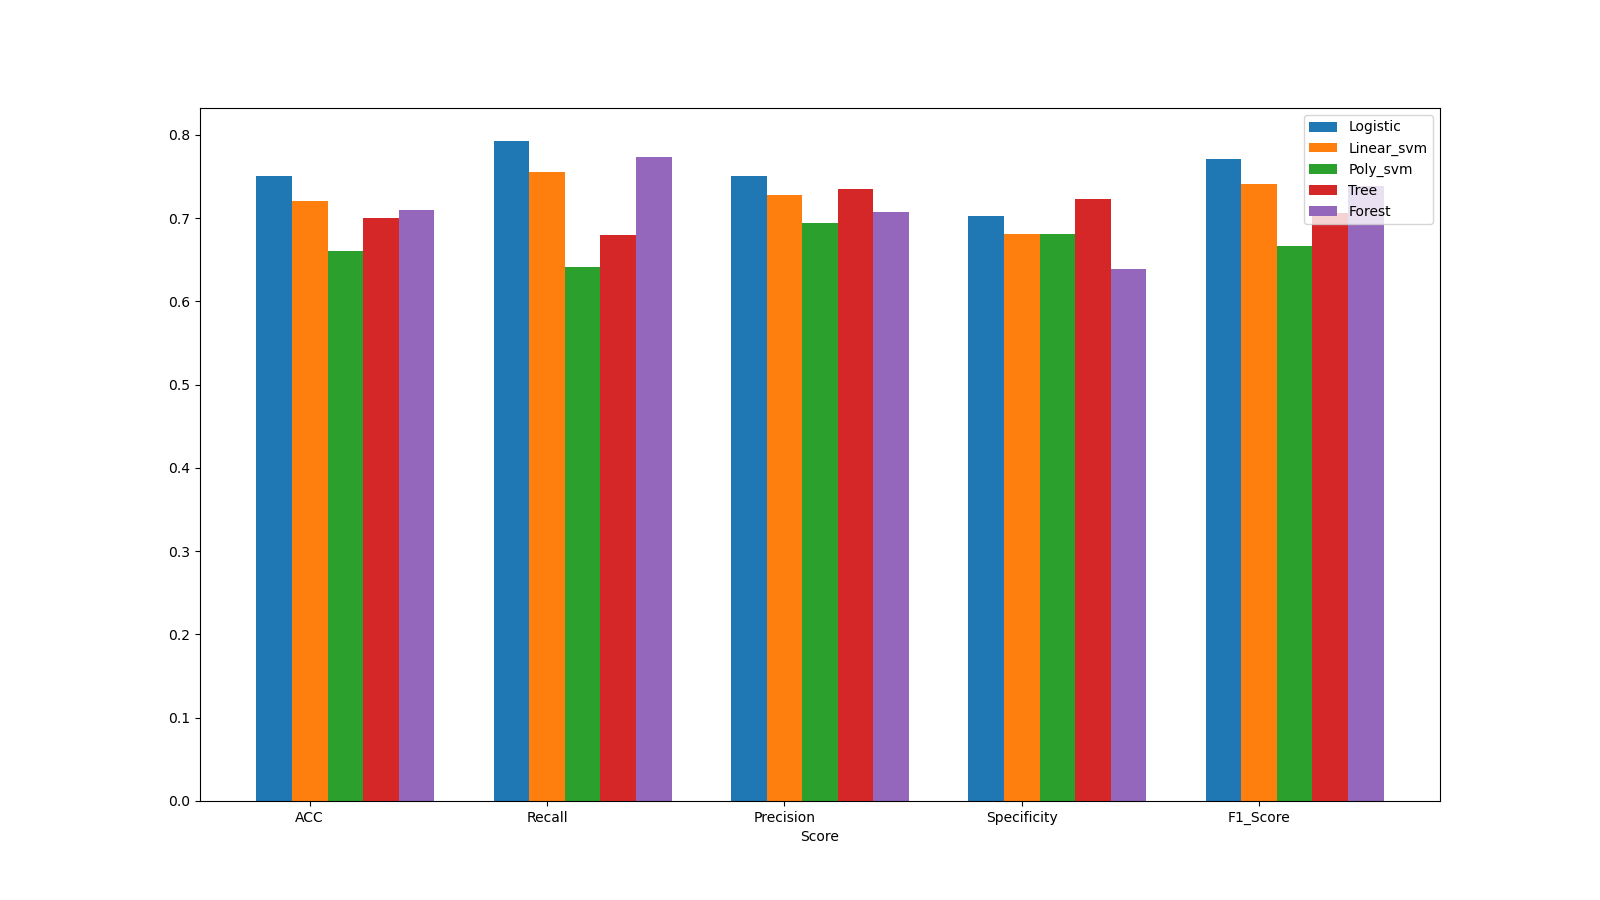 0.8
0.7
0.6
0.5
0.4
0.3
0.2
0.1
0.0
Logistic
Linear_svm
Poly_svm
Tree
Forest
ACC Recall Precision Specificity F1_Score
Score